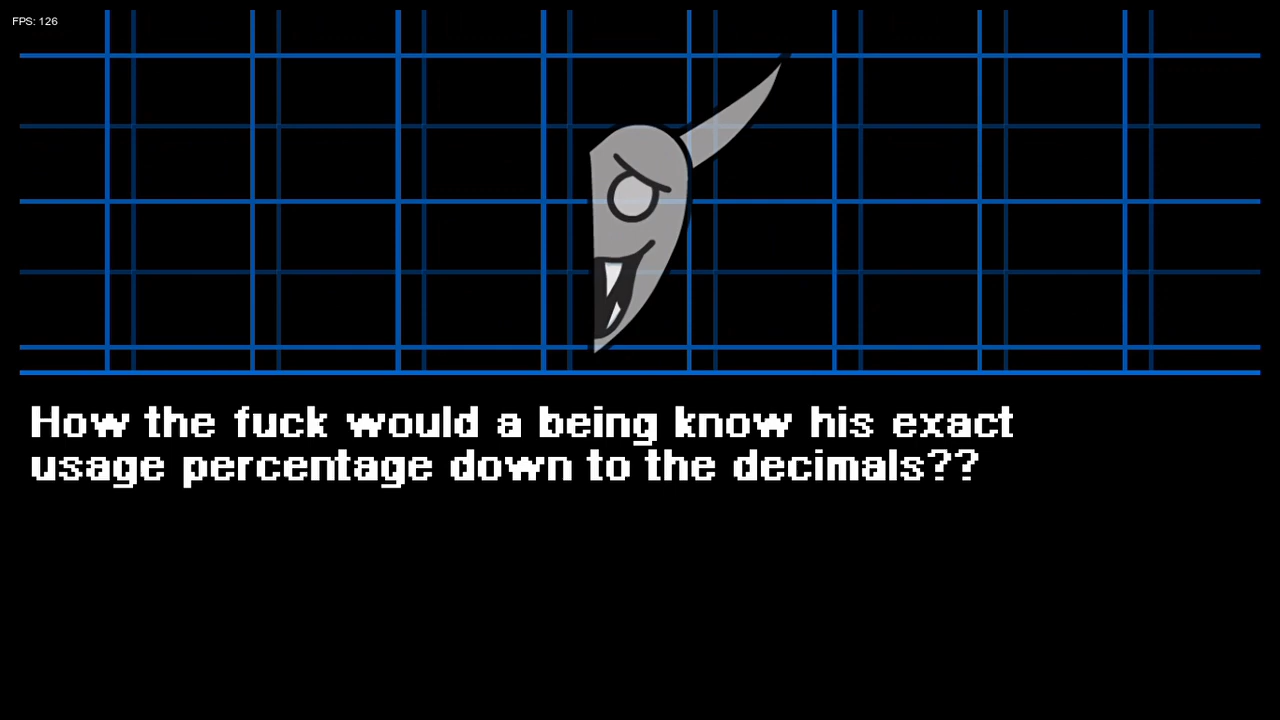 FPS: 126
How the fuck would a being know his exact
usage percentage down to the decimals??